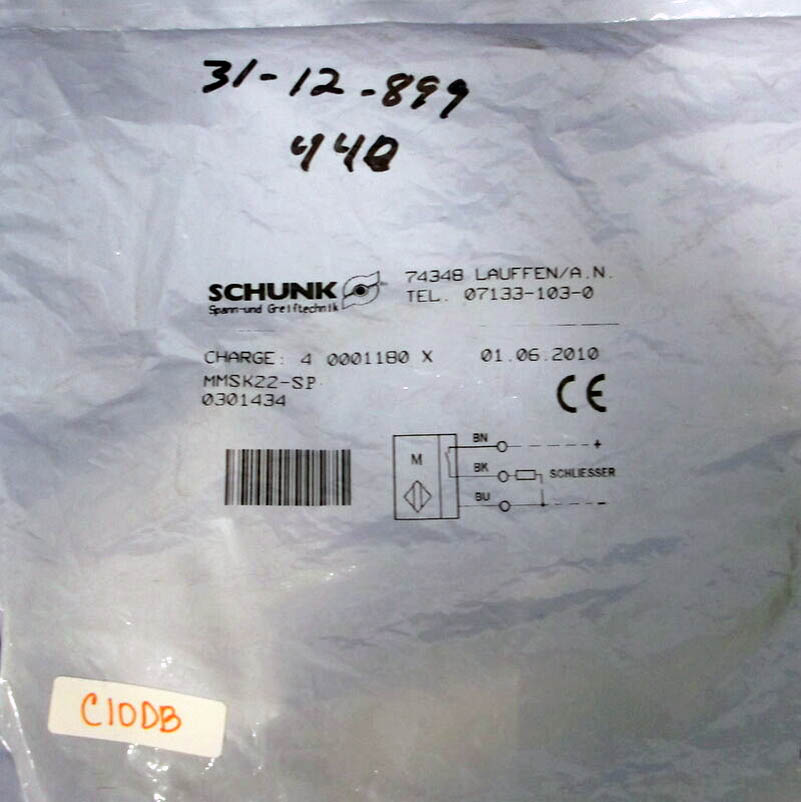 31-12-899
440
SCHUNK
Spann-und Greiftechnik
74348 LAUFFEN/A.N.
TEL. 07133-103-0
CHARGE: 4 0001180 X 01.06.2010
MMSK22-SP
0301434
CE
BN +
M
BK SCHLIESSER
BU -
C10DB